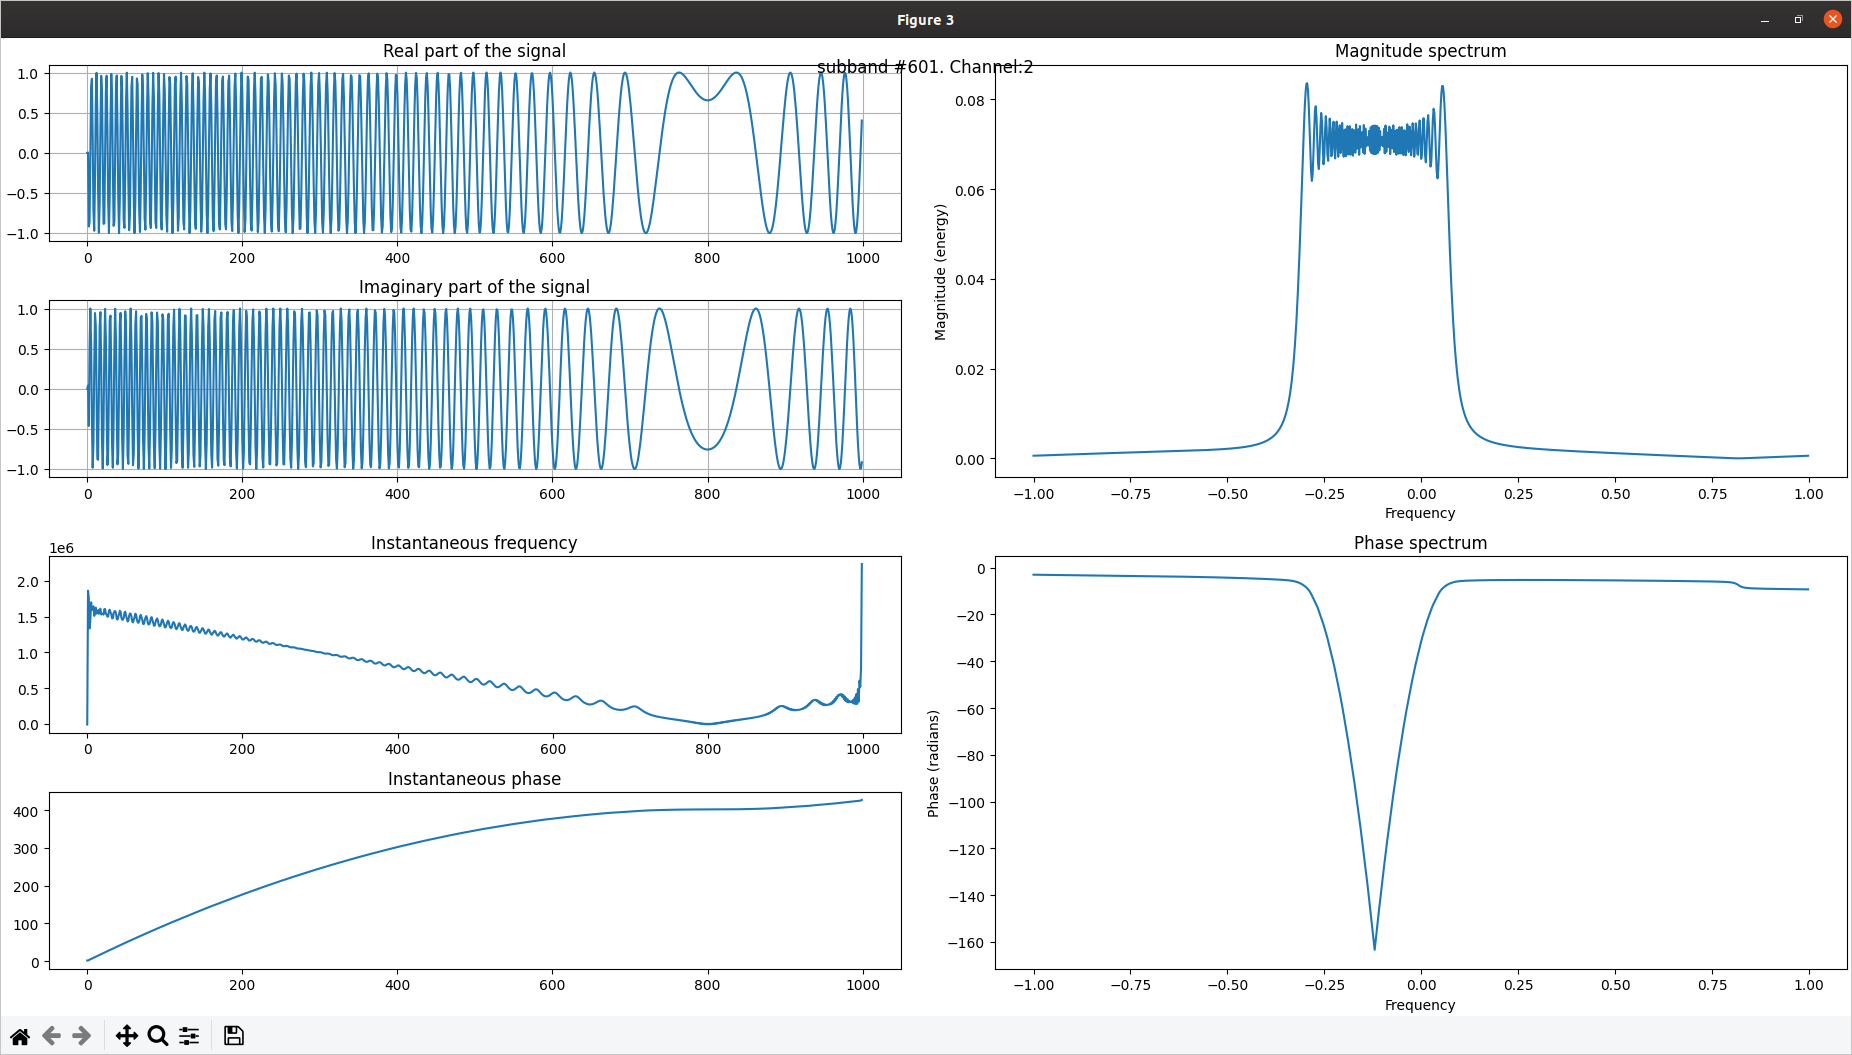 Figure 3
subband #601. Channel:2
Real part of the signal
1.0
0.5
0.0
−0.5
−1.0
0 200 400 600 800 1000
Imaginary part of the signal
1.0
0.5
0.0
−0.5
−1.0
0 200 400 600 800 1000
Instantaneous frequency
1e6
2.0
1.5
1.0
0.5
0.0
0 200 400 600 800 1000
Instantaneous phase
400
300
200
100
0
0 200 400 600 800 1000
Magnitude spectrum
Magnitude (energy)
0.08
0.06
0.04
0.02
0.00
−1.00 −0.75 −0.50 −0.25 0.00 0.25 0.50 0.75 1.00
Frequency
Phase spectrum
Phase (radians)
0
−20
−40
−60
−80
−100
−120
−140
−160
−1.00 −0.75 −0.50 −0.25 0.00 0.25 0.50 0.75 1.00
Frequency